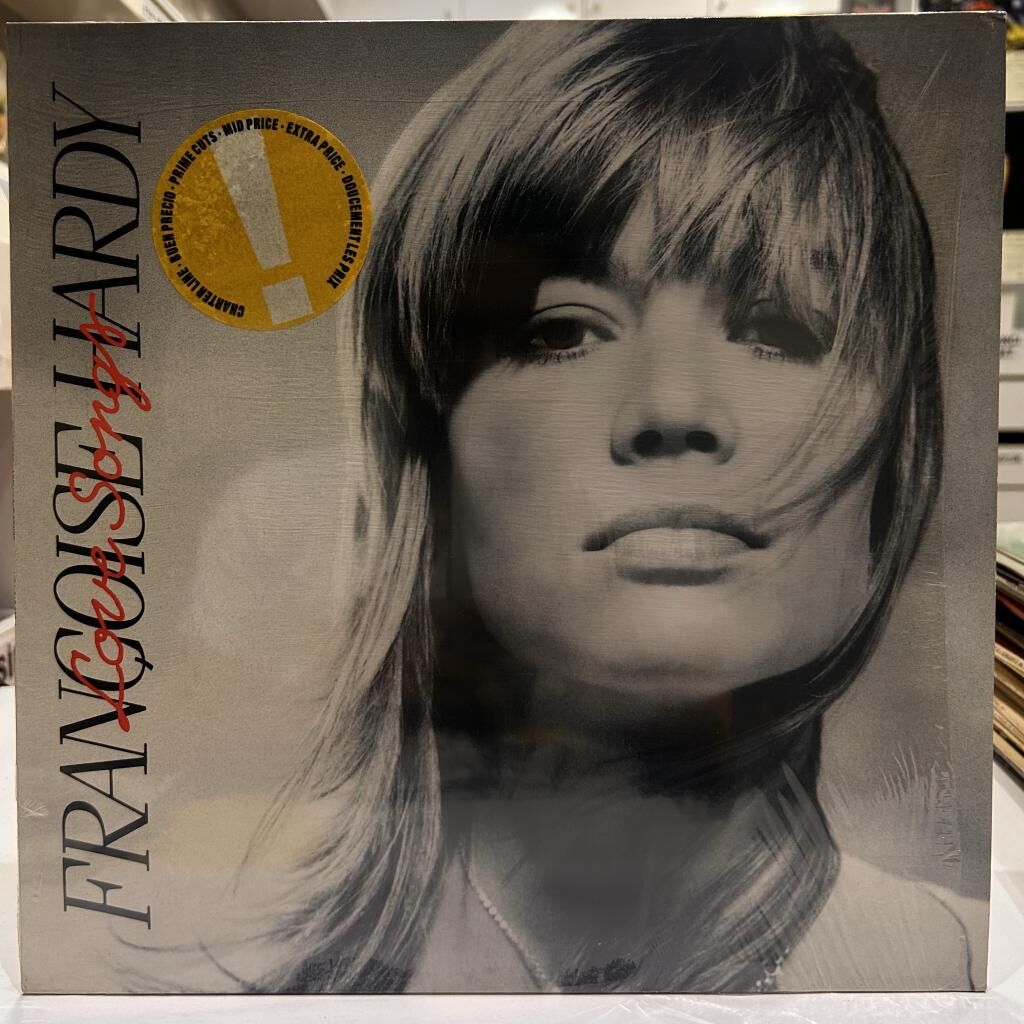 FRANÇOISE HARDY
Love Songs
CHARTER LINE · BUEN PRECIO · PRIME CUTS · MID PRICE · EXTRA PRICE · DOUCEMENT LES PRIX
!